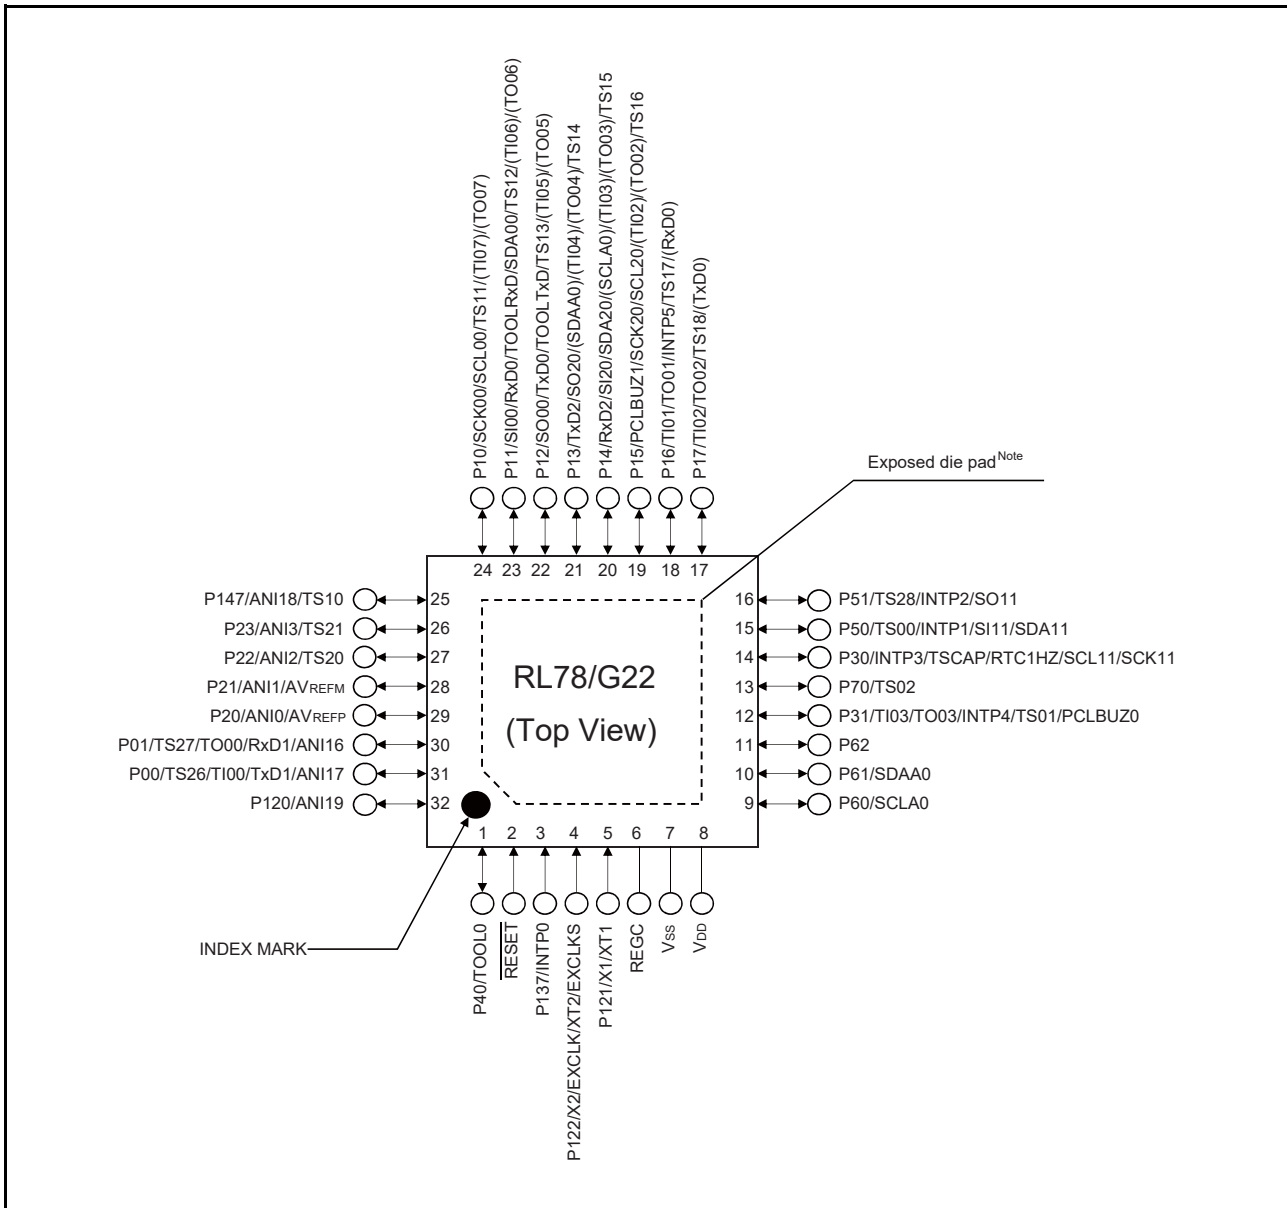 P10/SCK00/SCL00/TS11/(TI07)/(TO07)
P11/SI00/RxD0/TOOLRxD/SDA00/TS12/(TI06)/(TO06)
P12/SO00/TxD0/TOOLTxD/TS13/(TI05)/(TO05)
P13/TxD2/SO20/(SDAA0)/(TI04)/(TO04)/TS14
P14/RxD2/SI20/SDA20/(SCLA0)/(TI03)/(TO03)/TS15
P15/PCLBUZ1/SCK20/SCL20/(TI02)/(TO02)/TS16
P16/TI01/TO01/INTP5/TS17/(RxD0)
P17/TI02/TO02/TS18/(TxD0)
Exposed die pad Note
24 23 22 21 20 19 18 17
P147/ANI18/TS10 25
P23/ANI3/TS21 26
P22/ANI2/TS20 27
P21/ANI1/AVREFM 28
P20/ANI0/AVREFP 29
P01/TS27/TO00/RxD1/ANI16 30
P00/TS26/TI00/TxD1/ANI17 31
P120/ANI19 32
RL78/G22
(Top View)
16 P51/TS28/INTP2/SO11
15 P50/TS00/INTP1/SI11/SDA11
14 P30/INTP3/TSCAP/RTC1HZ/SCL11/SCK11
13 P70/TS02
12 P31/TI03/TO03/INTP4/TS01/PCLBUZ0
11 P62
10 P61/SDAA0
9 P60/SCLA0
1 2 3 4 5 6 7 8
INDEX MARK
P40/TOOL0
RESET
P137/INTP0
P122/X2/EXCLK/XT2/EXCLKS
P121/X1/XT1
REGC
VSS
VDD